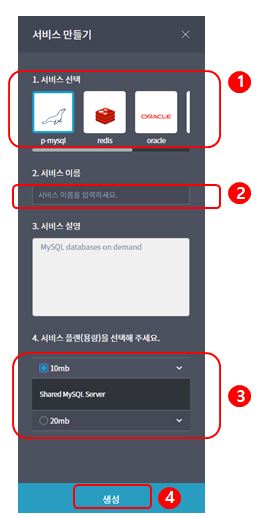 서비스 만들기
1. 서비스 선택
1
ORACLE
p-mysql redis oracle
2. 서비스 이름
서비스 이름을 입력하세요.
2
3. 서비스 설명
MySQL databases on demand
4. 서비스 플랜(용량)을 선택해 주세요.
10mb
Shared MySQL Server
3
20mb
생성
4